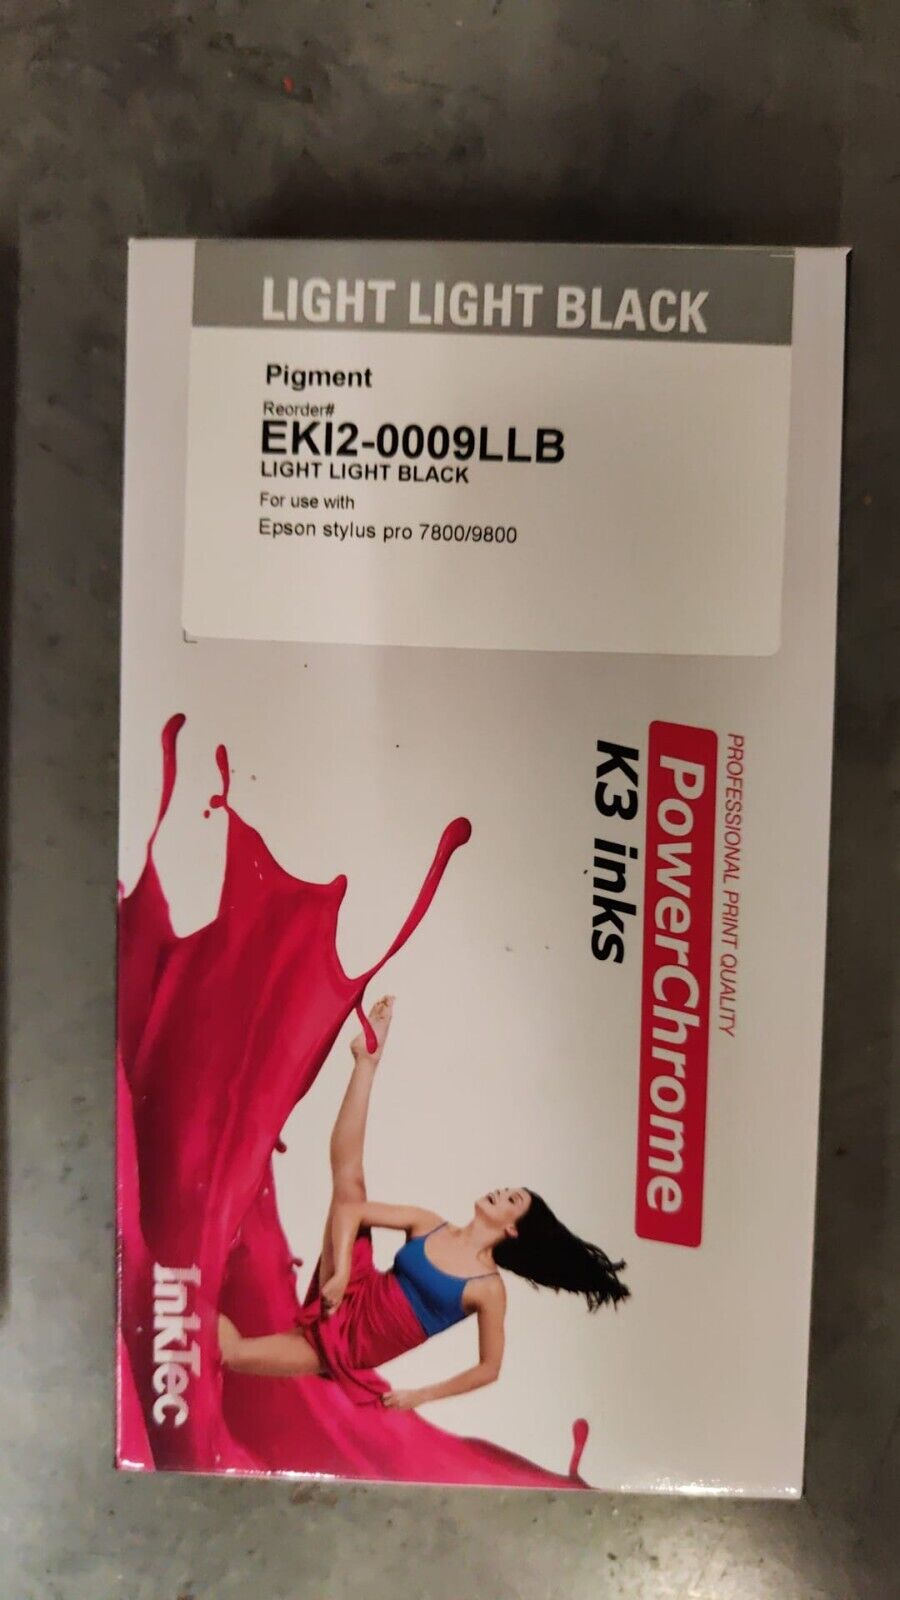 LIGHT LIGHT BLACK
Pigment
Reorder#
EKI2-0009LLB
LIGHT LIGHT BLACK
For use with
Epson stylus pro 7800/9800
PROFESSIONAL PRINT QUALITY
PowerChrome
K3 inks
InkTec